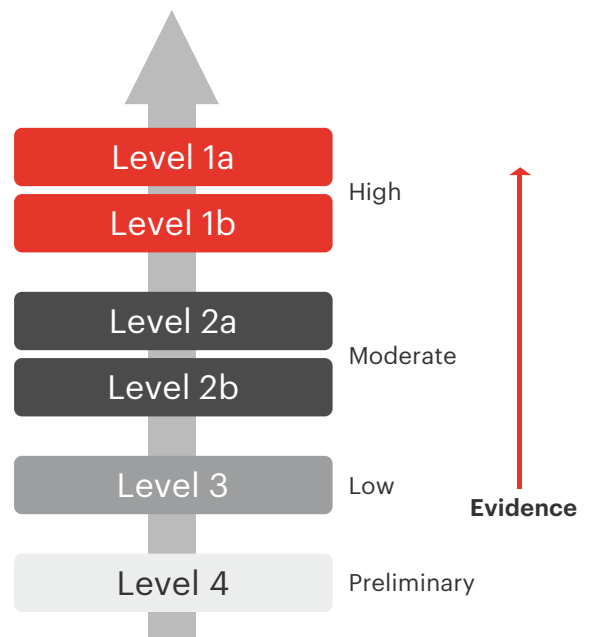 Level 1a
High
Level 1b
Level 2a
Moderate
Level 2b
Level 3
Low
Evidence
Level 4
Preliminary